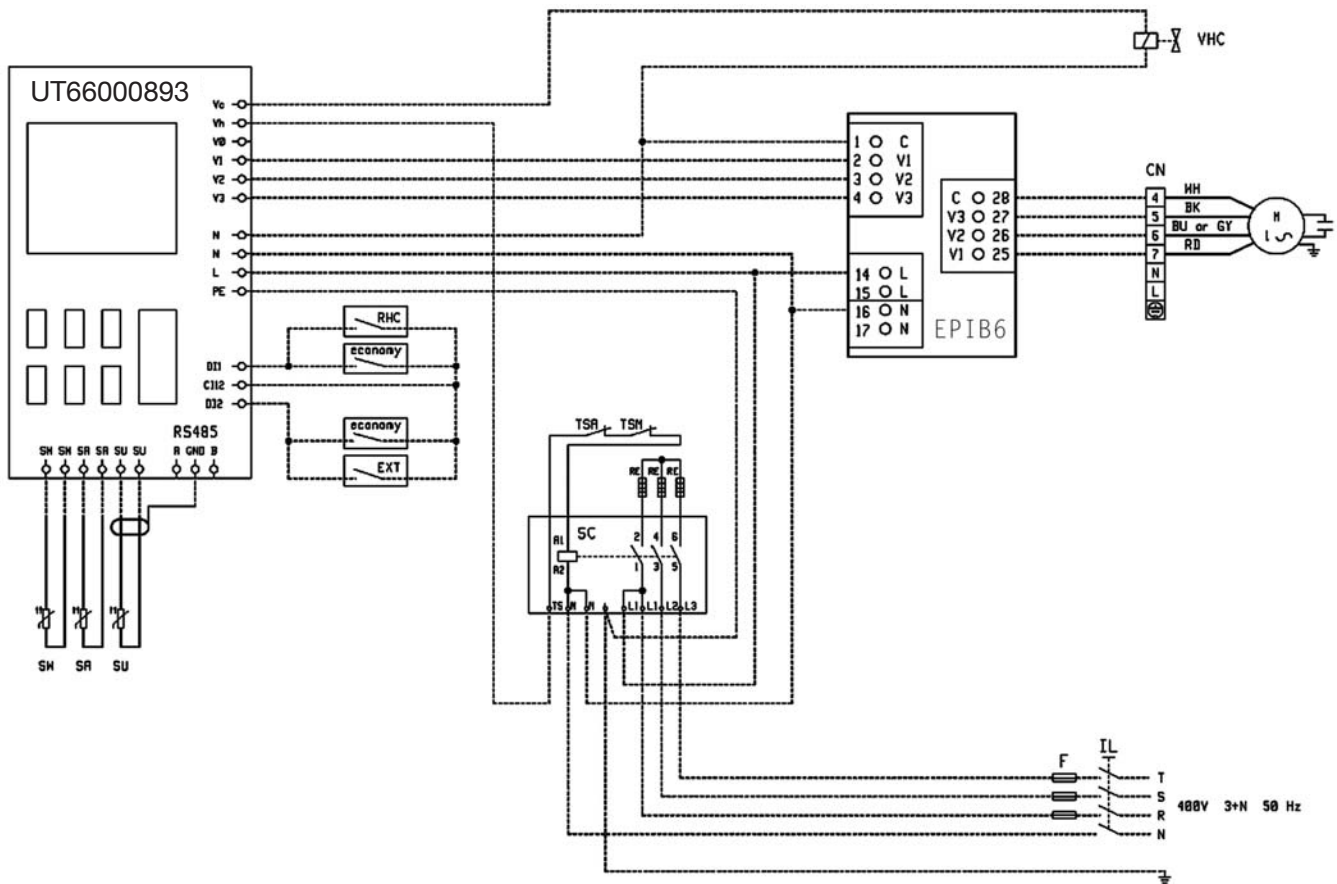 VHC
UT66000893
Vc
Vh
V0
V1
V2
V3
N
N
L
PE
1 C
2 V1
3 V2
4 V3
C 28
V3 27
V2 26
V1 25
14 L
15 L
16 N
17 N
EPIB6
CN
4 WH
5 BK
6 BU or GY
7 RD
N
L
M
1
RHC
economy
DI1
CI12
DI2
economy
EXT
RS485
SW SW SA SA SU SU A GND B
TSA TSM
RE RE RE
SC
A1
A2
2 4 6
1 3 5
TS N N L1 L1 L2 L3
SW SA SU
F IL
T
S
R
N
400V 3+N 50 Hz